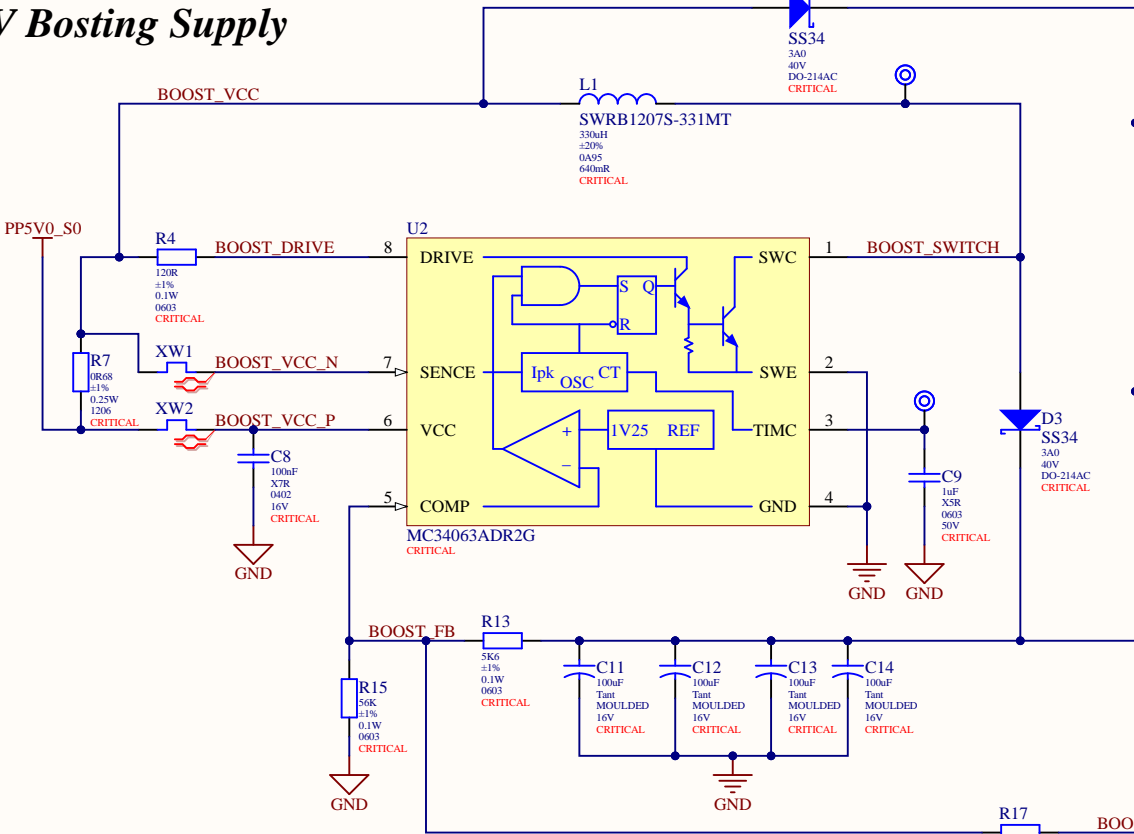 V Bosting Supply
SS34
3A0
40V
DO-214AC
CRITICAL
BOOST_VCC
L1
SWRB1207S-331MT
330uH
±20%
0A95
640mR
CRITICAL
PP5V0_S0
R4
BOOST_DRIVE
120R
±1%
0.1W
0603
CRITICAL
R7
0R68
±1%
0.25W
1206
CRITICAL
XW1
BOOST_VCC_N
XW2
BOOST_VCC_P
C8
100nF
X7R
0402
16V
CRITICAL
GND
U2
8
DRIVE
7
SENCE
6
VCC
5
COMP
S
Q
R
Ipk
CT
OSC
+
−
1V25
REF
SWC
1
BOOST_SWITCH
SWE
2
TIMC
3
GND
4
MC34063ADR2G
CRITICAL
GND
C9
1uF
X5R
0603
50V
CRITICAL
GND
D3
SS34
3A0
40V
DO-214AC
CRITICAL
BOOST_FB
R13
5K6
±1%
0.1W
0603
CRITICAL
R15
56K
±1%
0.1W
0603
CRITICAL
GND
C11
100uF
Tant
MOULDED
16V
CRITICAL
C12
100uF
Tant
MOULDED
16V
CRITICAL
C13
100uF
Tant
MOULDED
16V
CRITICAL
C14
100uF
Tant
MOULDED
16V
CRITICAL
GND
R17
BOO